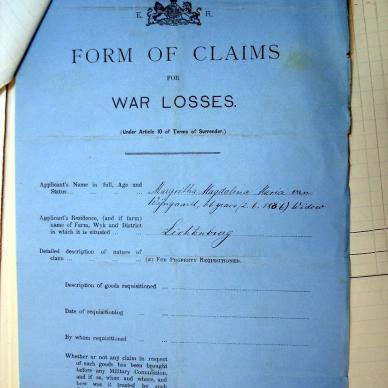 E. R.
FORM OF CLAIMS
FOR
WAR LOSSES.
(Under Article 10 of Terms of Surrender.)
Applicant's Name in full, Age and
Status... Magdalena Maria van
66 years (2.6.1836) Widow
Applicant's Residence, (and if farm)
name of Farm, Wyk and District
in which it is situated ... Lichtenburg
Detailed description of nature of
claim ... (a) FOR PROPERTY REQUISITIONED.
Description of goods requisitioned
Date of requisitioning
By whom requisitioned
Whether or not any claim in respect
of such goods has been brought
before any Military Commission,
and if so, when and where, and
how was it treated by such